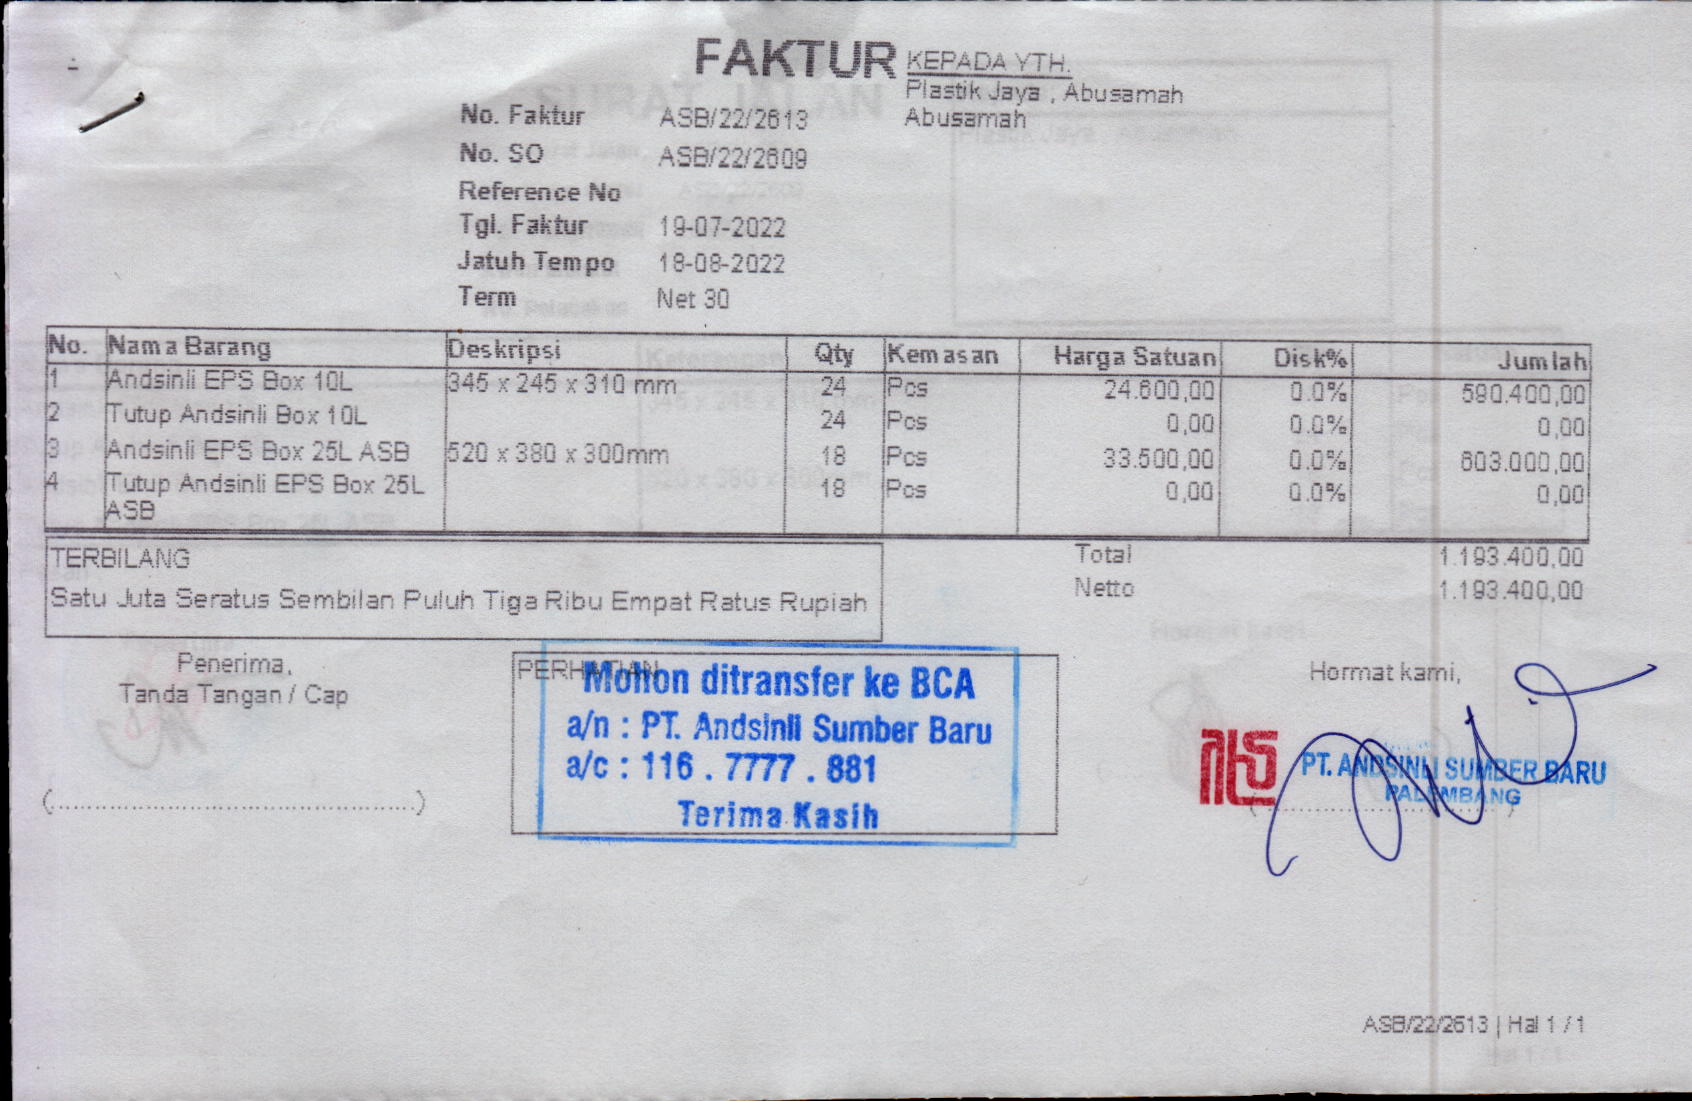 FAKTUR
KEPADA YTH.
Plastik Jaya , Abusamah
Abusamah
No. Faktur ASB/22/2613
No. SO ASB/22/2609
Reference No
Tgl. Faktur 19-07-2022
Jatuh Tempo 18-08-2022
Term Net 30
No. Nama Barang Deskripsi Qty Kemasan Harga Satuan Disk% Jumlah
1 Andsinli EPS Box 10L 345 x 245 x 310 mm 24 Pcs 24.600,00 0.0% 590.400,00
2 Tutup Andsinli Box 10L 24 Pcs 0,00 0.0% 0,00
3 Andsinli EPS Box 25L ASB 520 x 380 x 300mm 18 Pcs 33.500,00 0.0% 603.000,00
4 Tutup Andsinli EPS Box 25L 18 Pcs 0,00 0.0% 0,00
ASB
TERBILANG
Satu Juta Seratus Sembilan Puluh Tiga Ribu Empat Ratus Rupiah
Total 1.193.400,00
Netto 1.193.400,00
Penerima,
Tanda Tangan / Cap
(.......................................................)
PERHATIAN
Mohon ditransfer ke BCA
a/n : PT. Andsinli Sumber Baru
a/c : 116 . 7777 . 881
Terima Kasih
Hormat kami,
PT. ANDSINLI SUMBER BARU
PALEMBANG
ASB/22/2613 | Hal 1 / 1